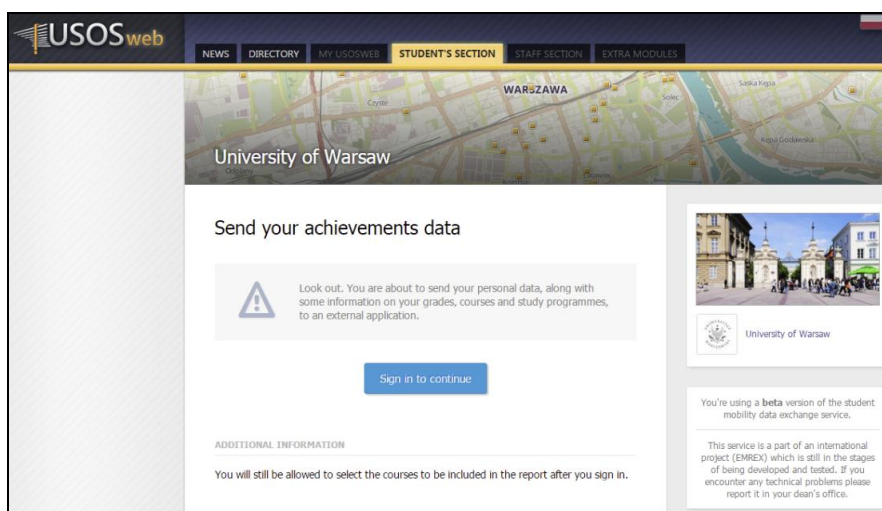 USOSweb
NEWS DIRECTORY MY USOSWEB STUDENT'S SECTION STAFF SECTION EXTRA MODULES
WARSZAWA
Czyste
Solec
Saska Kępa
Kępa Gocławska
University of Warsaw
Send your achievements data
Look out. You are about to send your personal data, along with
some information on your grades, courses and study programmes,
to an external application.
Sign in to continue
ADDITIONAL INFORMATION
You will still be allowed to select the courses to be included in the report after you sign in.
University of Warsaw
You're using a beta version of the student
mobility data exchange service.
This service is a part of an international
project (EMREX) which is still in the stages
of being developed and tested. If you
encounter any technical problems please
report it in your dean's office.